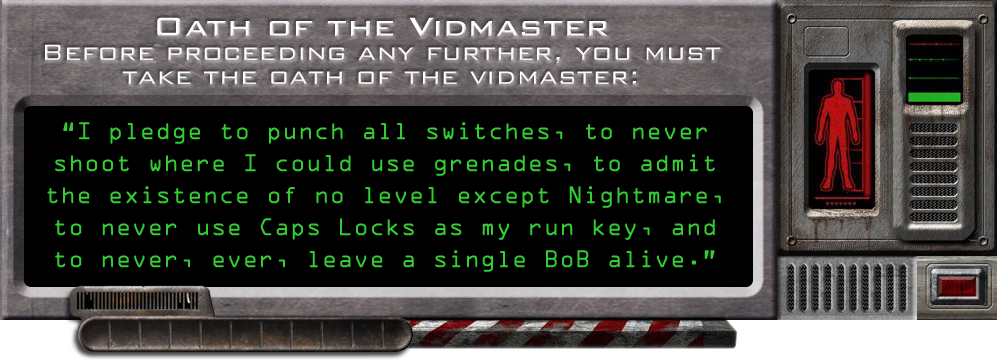 Oath of the Vidmaster
Before proceeding any further, you must
take the oath of the vidmaster:
"I pledge to punch all switches, to never
shoot where I could use grenades, to admit
the existence of no level except Nightmare,
to never use Caps Locks as my run key, and
to never, ever, leave a single BoB alive."